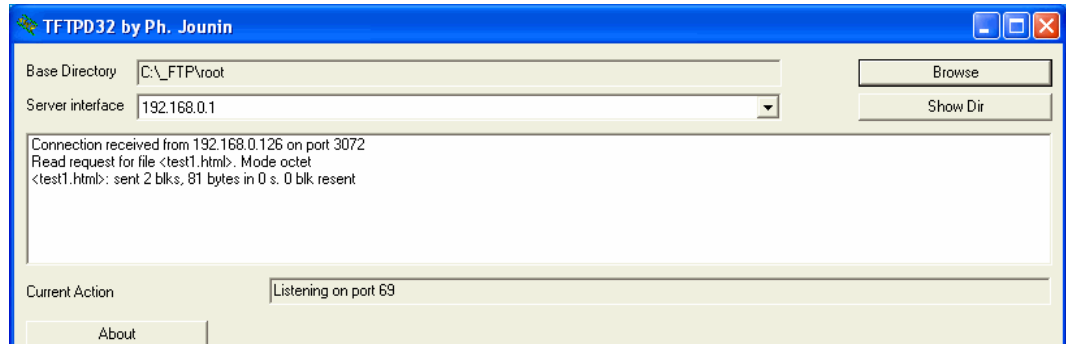 TFTPD32 by Ph. Jounin
Base Directory C:\_FTP\root Browse
Server interface 192.168.0.1 Show Dir
Connection received from 192.168.0.126 on port 3072
Read request for file <test1.html>. Mode octet
<test1.html>: sent 2 blks, 81 bytes in 0 s. 0 blk resent
Current Action Listening on port 69
About